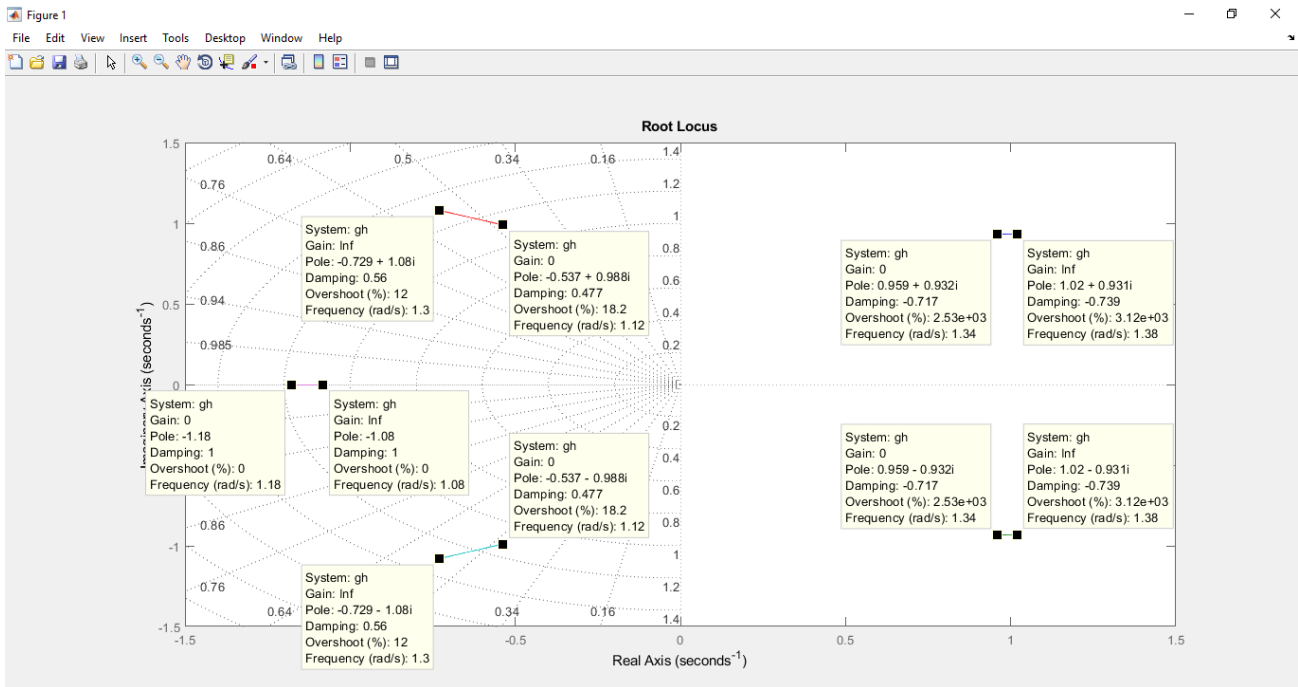 Figure 1
File Edit View Insert Tools Desktop Window Help
Root Locus
1.5
1
0.5
0
-0.5
-1
-1.5
-1.5
-0.5
0
0.5
1
1.5
Real Axis (seconds-1)
Axis (seconds-1)
0.64
0.5
0.34
0.16
0.76
0.86
0.94
0.985
1.4
1.2
1
0.8
0.6
0.4
0.2
0.2
0.4
0.6
0.8
1
1.2
1.4
0.86
0.76
0.64
0.34
0.16
System: gh
Gain: Inf
Pole: -0.729 + 1.08i
Damping: 0.56
Overshoot (%): 12
Frequency (rad/s): 1.3
System: gh
Gain: 0
Pole: -0.537 + 0.988i
Damping: 0.477
Overshoot (%): 18.2
Frequency (rad/s): 1.12
System: gh
Gain: 0
Pole: 0.959 + 0.932i
Damping: -0.717
Overshoot (%): 2.53e+03
Frequency (rad/s): 1.34
System: gh
Gain: Inf
Pole: 1.02 + 0.931i
Damping: -0.739
Overshoot (%): 3.12e+03
Frequency (rad/s): 1.38
System: gh
Gain: 0
Pole: -1.18
Damping: 1
Overshoot (%): 0
Frequency (rad/s): 1.18
System: gh
Gain: Inf
Pole: -1.08
Damping: 1
Overshoot (%): 0
Frequency (rad/s): 1.08
System: gh
Gain: 0
Pole: -0.537 - 0.988i
Damping: 0.477
Overshoot (%): 18.2
Frequency (rad/s): 1.12
System: gh
Gain: 0
Pole: 0.959 - 0.932i
Damping: -0.717
Overshoot (%): 2.53e+03
Frequency (rad/s): 1.34
System: gh
Gain: Inf
Pole: 1.02 - 0.931i
Damping: -0.739
Overshoot (%): 3.12e+03
Frequency (rad/s): 1.38
System: gh
Gain: Inf
Pole: -0.729 - 1.08i
Damping: 0.56
Overshoot (%): 12
Frequency (rad/s): 1.3